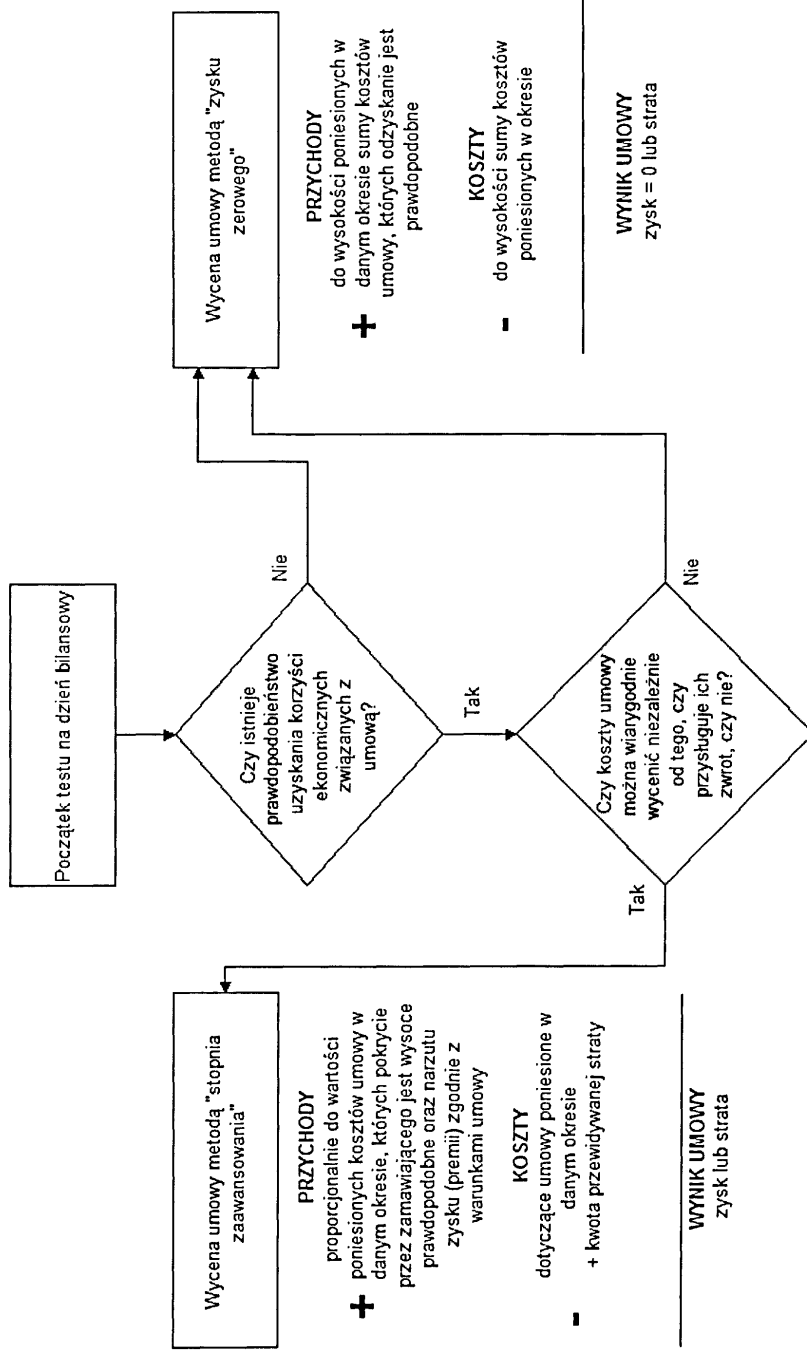 Początek testu na dzień bilansowy
Czy istnieje
prawdopodobieństwo
uzyskania korzyści
ekonomicznych
związanych z
umową?
Nie
Tak
Czy koszty umowy
można wiarygodnie
wycenić niezależnie
od tego, czy
przysługuje ich
zwrot, czy nie?
Tak
Nie
Wycena umowy metodą "stopnia
zaawansowania"
PRZYCHODY
proporcjonalnie do wartości
+ poniesionych kosztów umowy w
danym okresie, których pokrycie
przez zamawiającego jest wysoce
prawdopodobne oraz narzutu
zysku (premii) zgodnie z
warunkami umowy
KOSZTY
- dotyczące umowy poniesione w
danym okresie
+ kwota przewidywanej straty
WYNIK UMOWY
zysk lub strata
Wycena umowy metodą "zysku
zerowego"
PRZYCHODY
do wysokości poniesionych w
+ danym okresie sumy kosztów
umowy, których odzyskanie jest
prawdopodobne
KOSZTY
- do wysokości sumy kosztów
poniesionych w okresie
WYNIK UMOWY
zysk = 0 lub strata